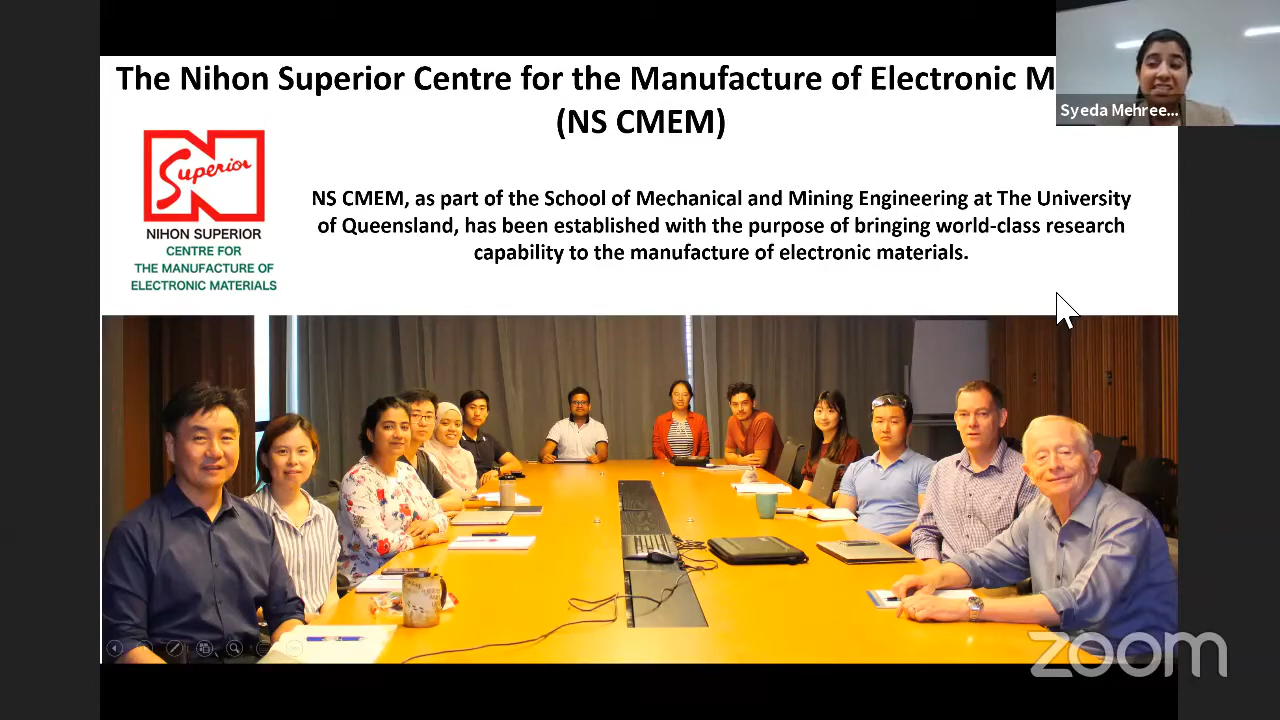 The Nihon Superior Centre for the Manufacture of Electronic M
(NS CMEM)
Syeda Mehree...
Superior
NIHON SUPERIOR
CENTRE FOR
THE MANUFACTURE OF
ELECTRONIC MATERIALS
NS CMEM, as part of the School of Mechanical and Mining Engineering at The University
of Queensland, has been established with the purpose of bringing world-class research
capability to the manufacture of electronic materials.
zoom